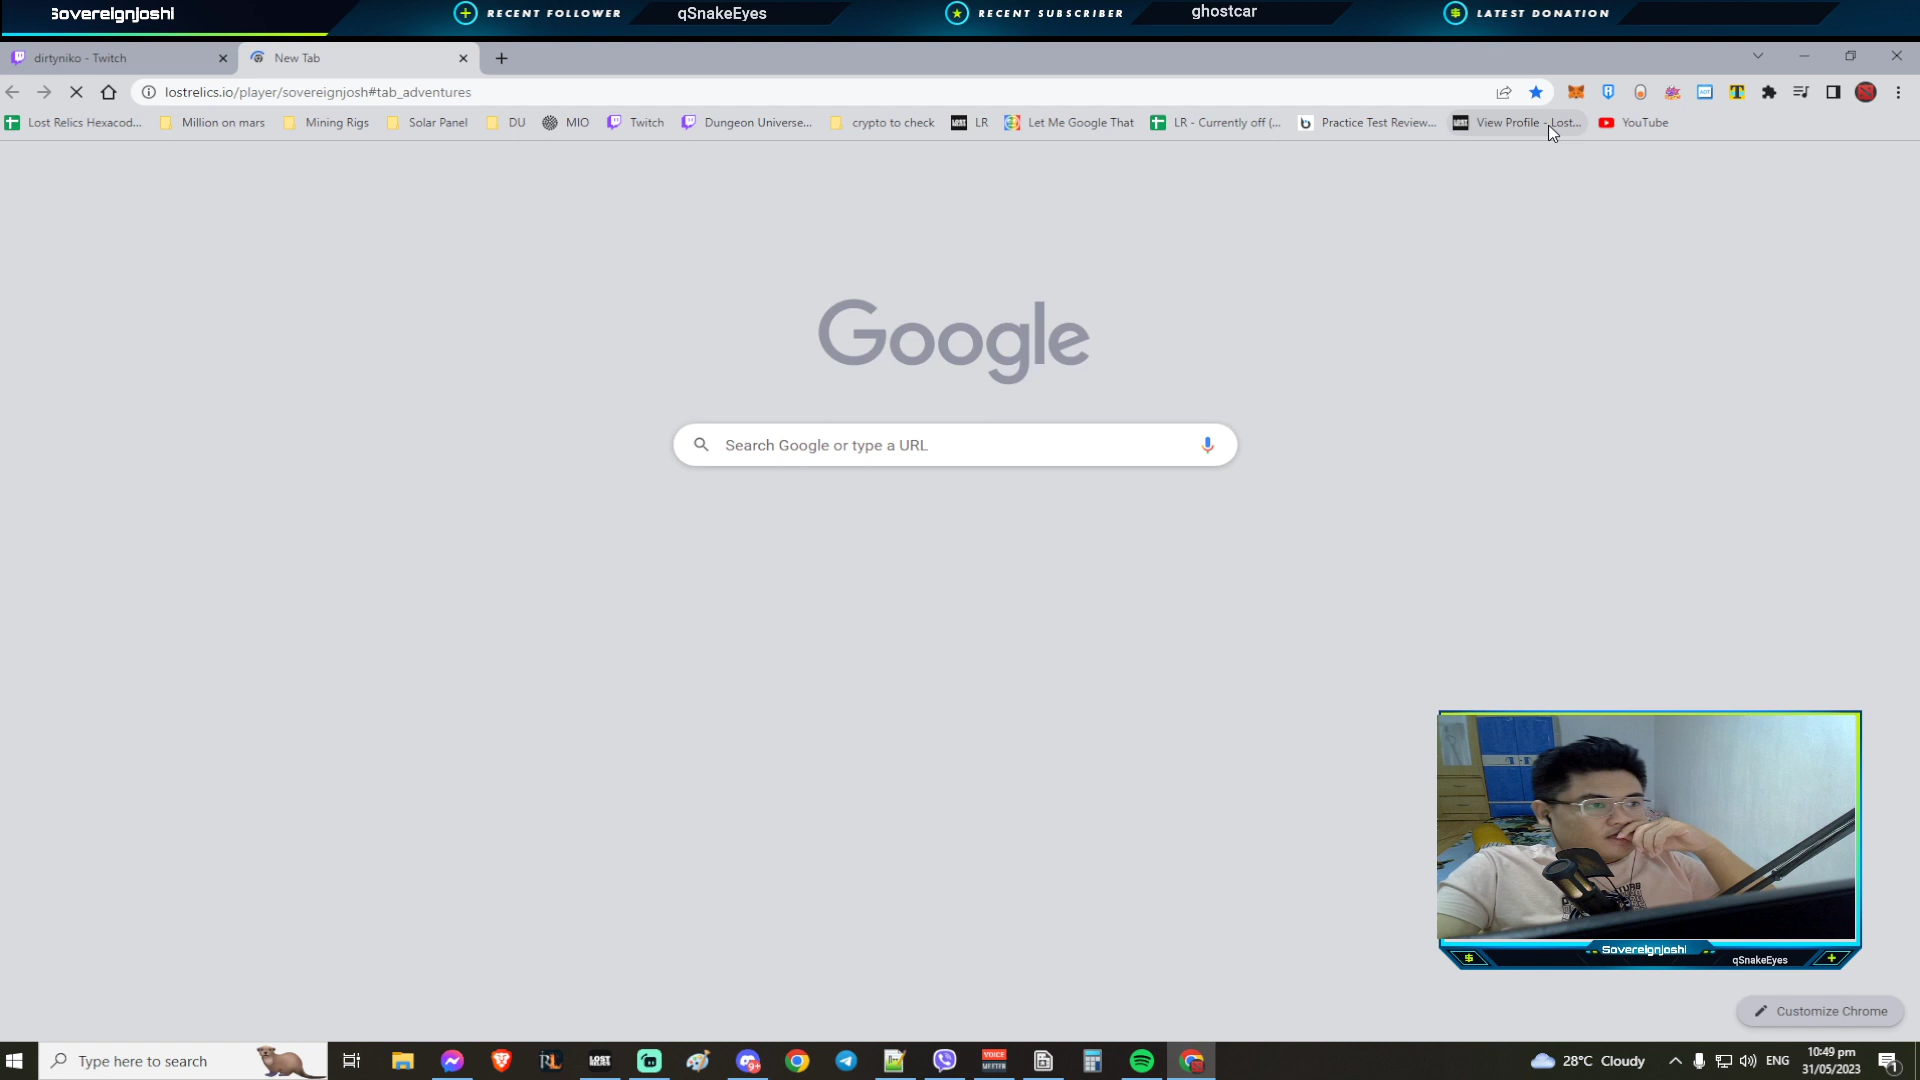 SovereignJoshi
RECENT FOLLOWER qSnakeEyes
RECENT SUBSCRIBER ghostcar
LATEST DONATION
dirtyniko - Twitch
New Tab
lostrelics.io/player/sovereignjosh#tab_adventures
Lost Relics Hexacod...
Million on mars
Mining Rigs
Solar Panel
DU
MIO
Twitch
Dungeon Universe...
crypto to check
LR
Let Me Google That
LR - Currently off (...
Practice Test Review...
View Profile - Lost...
YouTube
Google
Search Google or type a URL
SovereignJoshi
qSnakeEyes
Customize Chrome
Type here to search
28°C Cloudy
ENG
10:49 pm
31/05/2023